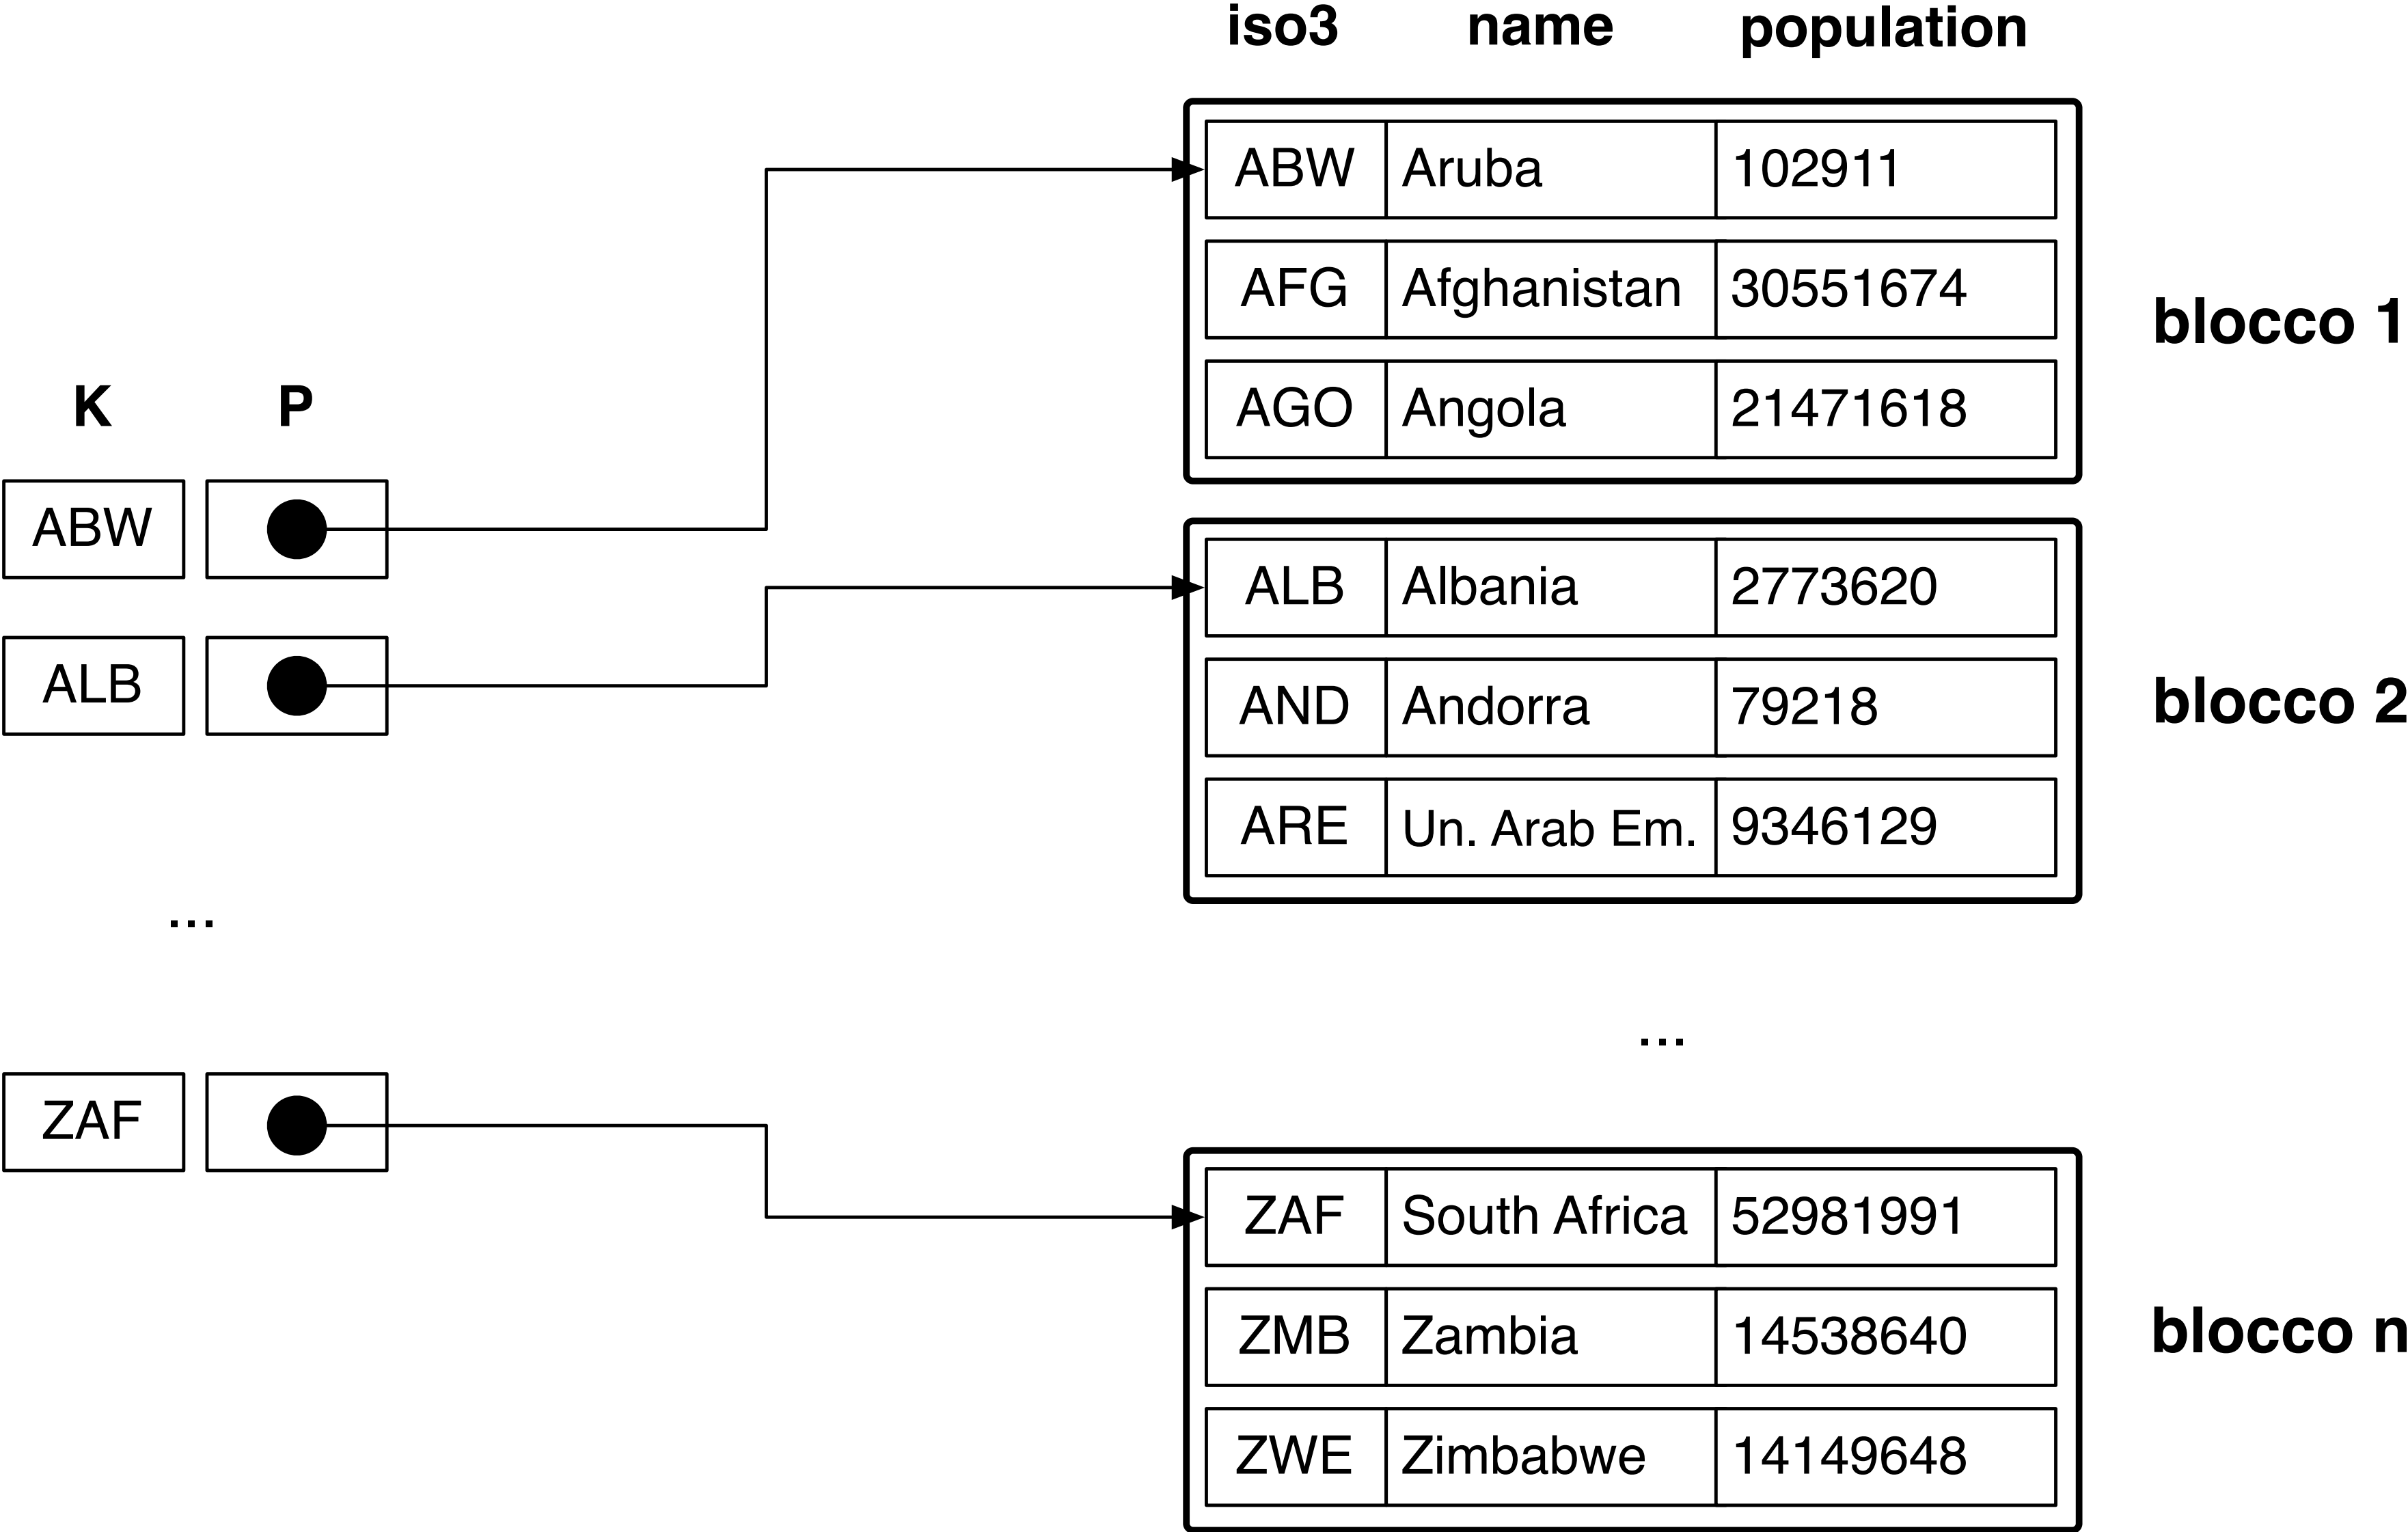 iso3 name population
ABW Aruba 102911
AFG Afghanistan 30551674
AGO Angola 21471618
blocco 1
K P
ABW
ALB
ALB Albania 2773620
AND Andorra 79218
ARE Un. Arab Em. 9346129
blocco 2
...
...
ZAF
ZAF South Africa 52981991
ZMB Zambia 14538640
ZWE Zimbabwe 14149648
blocco n